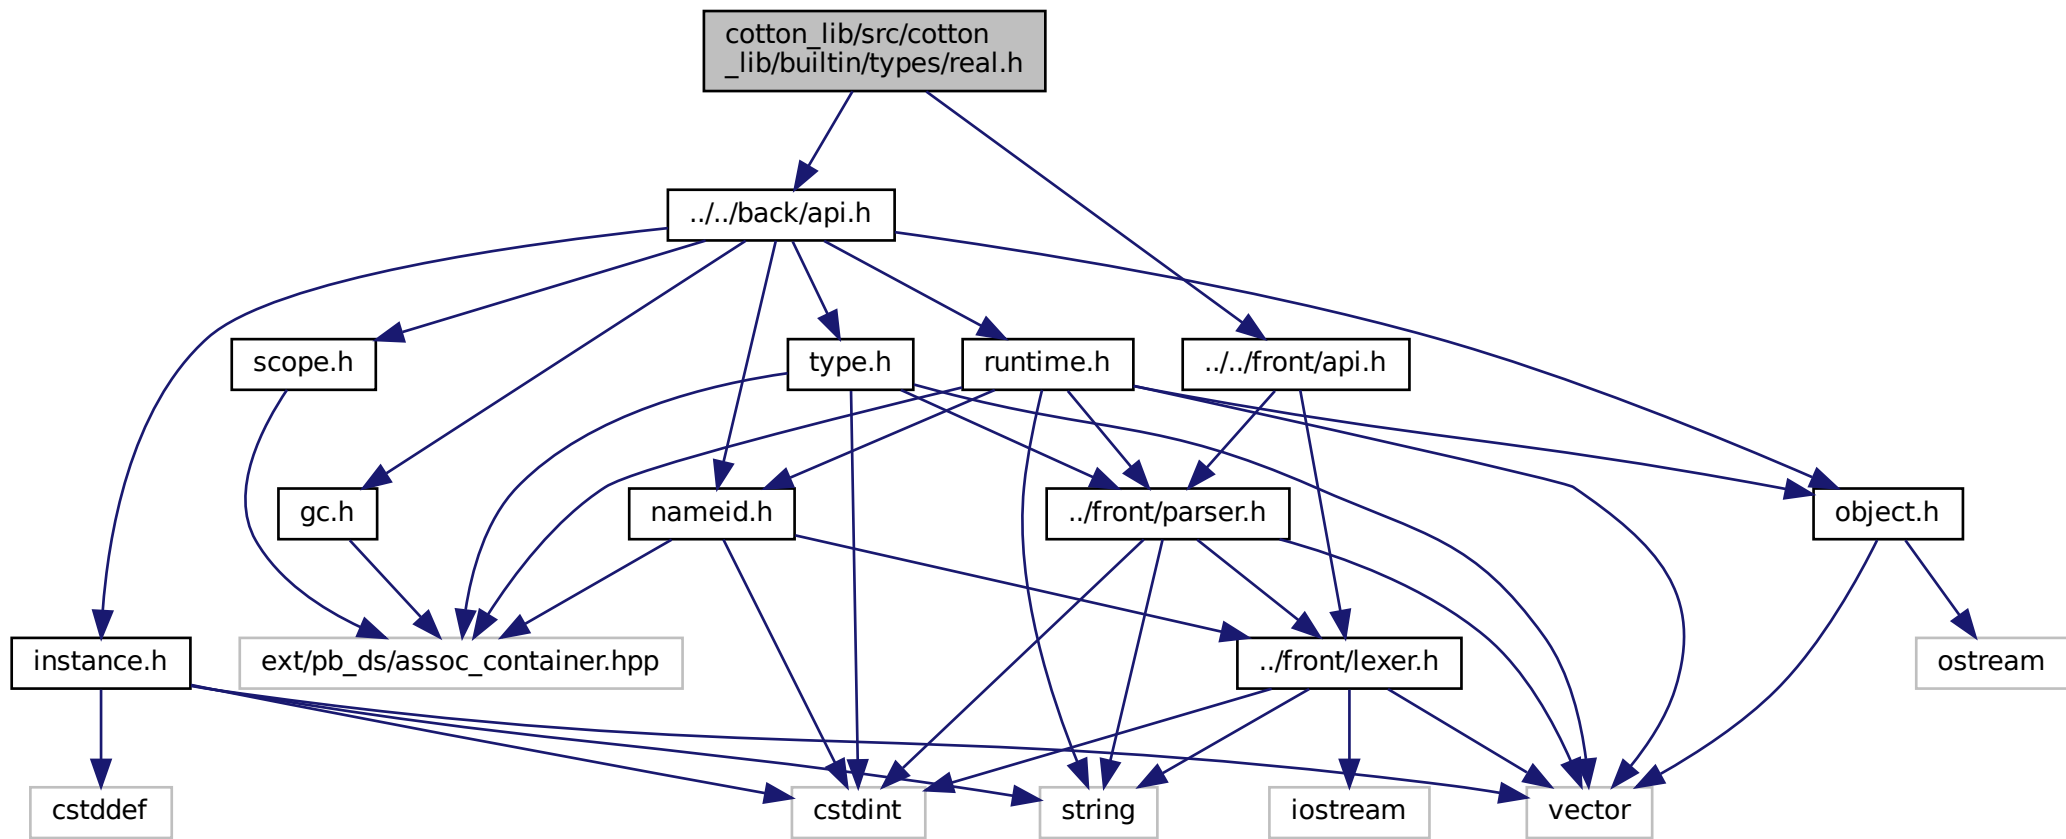 cotton_lib/src/cotton
_lib/builtin/types/real.h
../../back/api.h
scope.h
type.h
runtime.h
../../front/api.h
gc.h
nameid.h
../front/parser.h
object.h
instance.h
ext/pb_ds/assoc_container.hpp
../front/lexer.h
ostream
cstddef
cstdint
string
iostream
vector